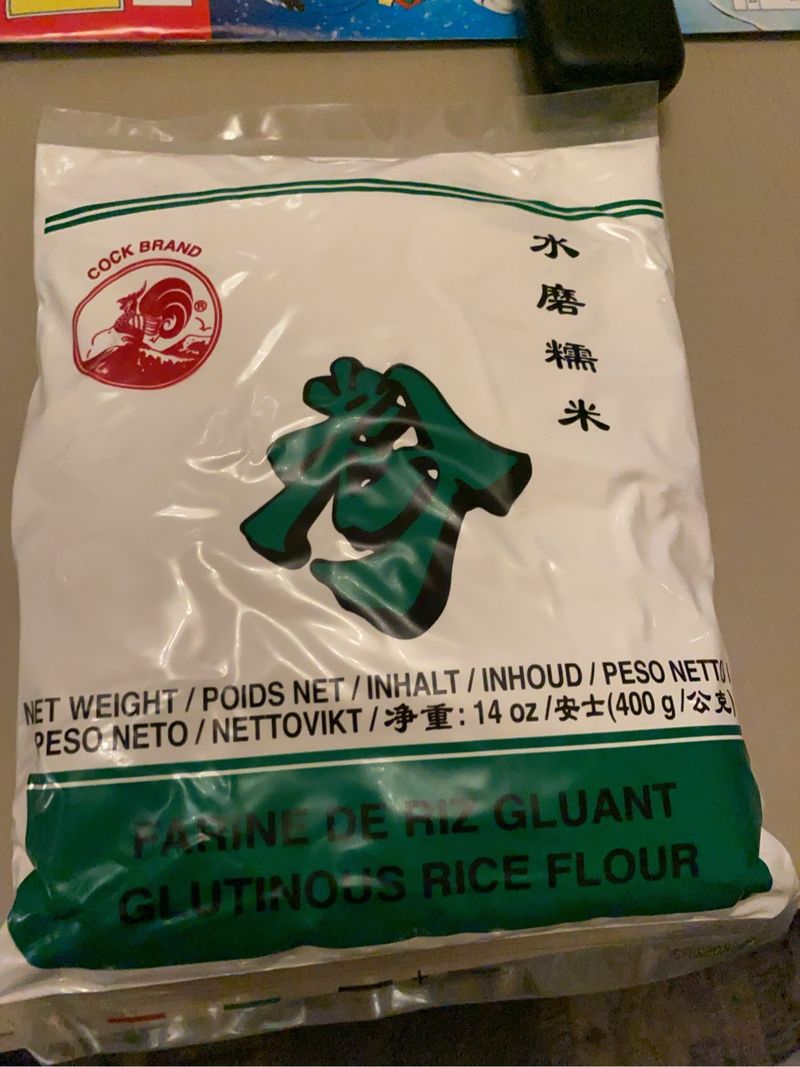 COCK BRAND
®
水磨糯米
粉
NET WEIGHT / POIDS NET / INHALT / INHOUD / PESO NETTO /
PESO NETO / NETTOVIKT / 净重: 14 oz /安士(400 g /公克)
FARINE DE RIZ GLUANT
GLUTINOUS RICE FLOUR